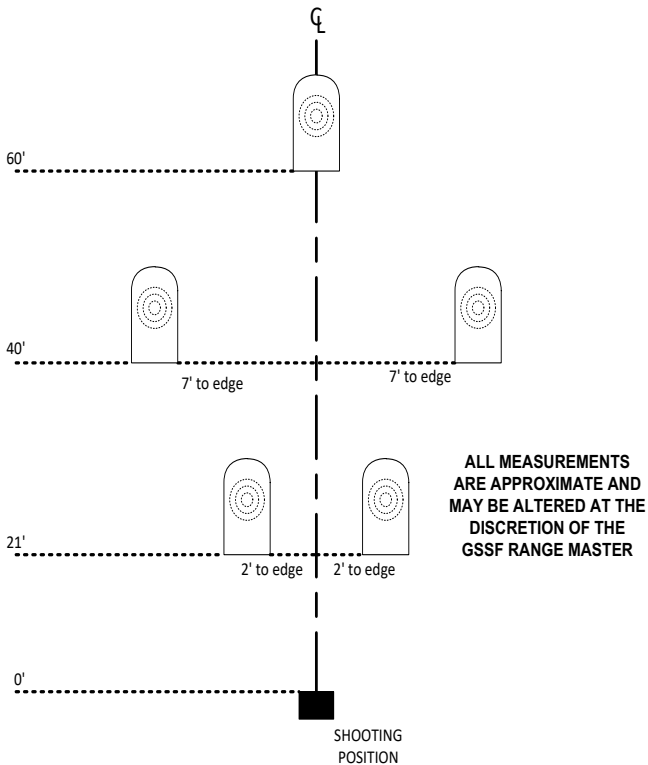 ℄
60'
40'
7' to edge
7' to edge
ALL MEASUREMENTS
ARE APPROXIMATE AND
MAY BE ALTERED AT THE
DISCRETION OF THE
GSSF RANGE MASTER
21'
2' to edge
2' to edge
0'
SHOOTING
POSITION